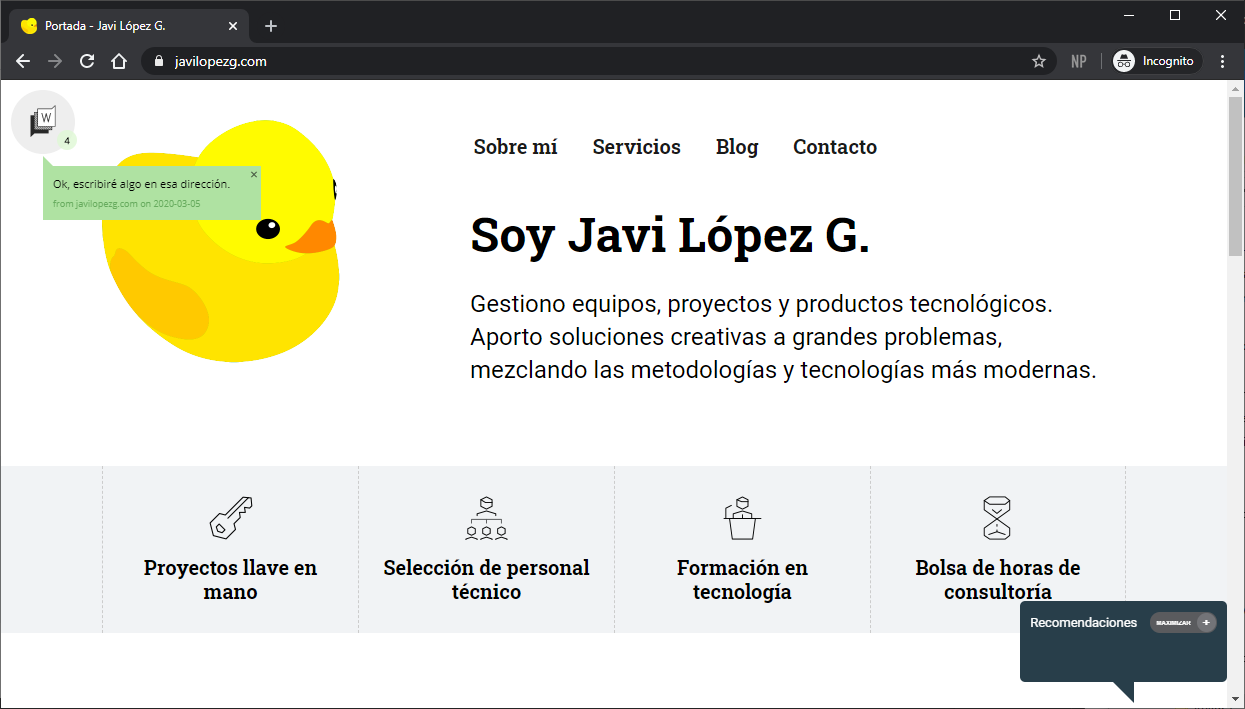 Portada - Javi López G.
javilopezg.com
NP
Incognito
W
4
Ok, escribiré algo en esa dirección.
from javilopezg.com on 2020-03-05
Sobre mí
Servicios
Blog
Contacto
Soy Javi López G.
Gestiono equipos, proyectos y productos tecnológicos.
Aporto soluciones creativas a grandes problemas,
mezclando las metodologías y tecnologías más modernas.
Proyectos llave en
mano
Selección de personal
técnico
Formación en
tecnología
Bolsa de horas de
consultoría
Recomendaciones
MAXIMIZAR